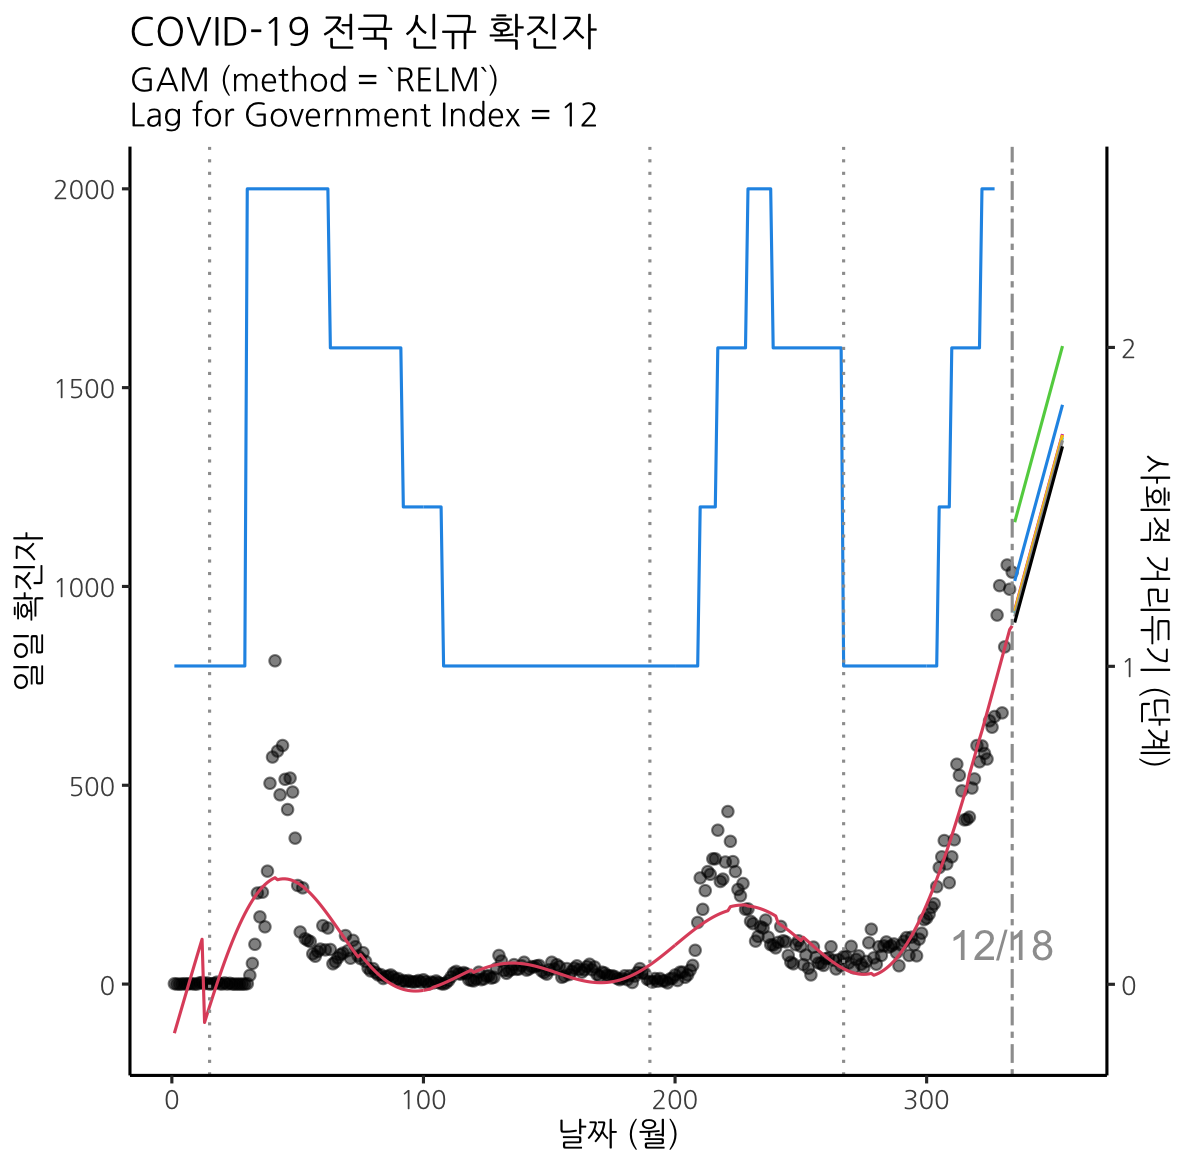 COVID-19 전국 신규 확진자
GAM (method = `RELM`)
Lag for Government Index = 12
2000
1500
1000
500
0
일일 확진자
2
1
0
사회적 거리두기 (단계)
12/18
0
100
200
300
날짜 (월)